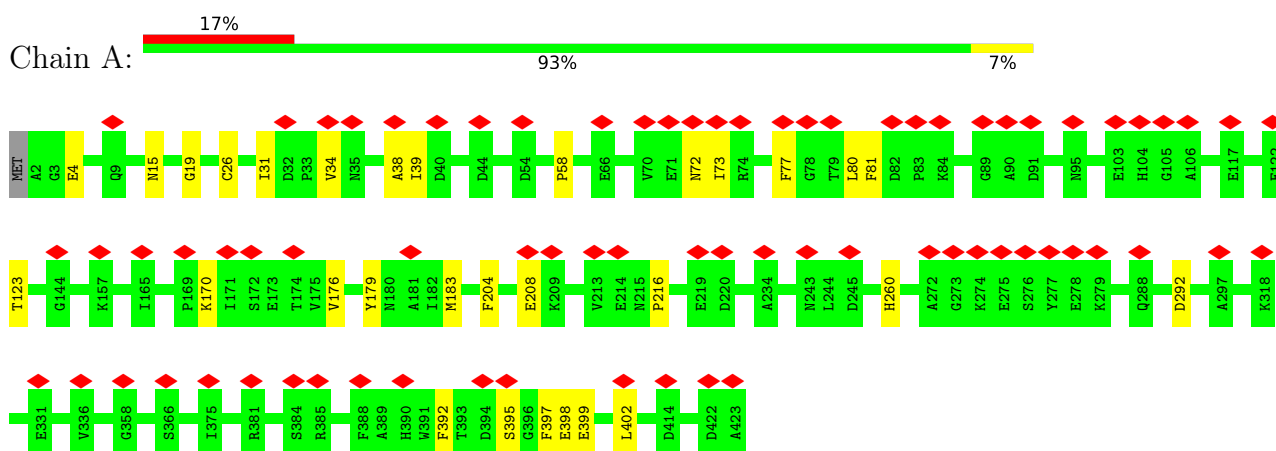 17%
Chain A:
93%
7%
MET A2 G3 E4 Q9 N15 G19 C26 I31 D32 P33 V34 N35 A38 I39 D40 D44 D54 P58 E66 V70 E71 N72 I73 R74 F77 G78 T79 L80 F81 D82 P83 K84 G89 A90 D91 N95 E103 H104 G105 A106 E117
T123 G144 K157 I165 P169 K170 I171 S172 E173 T174 V175 V176 Y179 N180 A181 I182 M183 F204 E208 K209 V213 E214 N215 P216 E219 D220 A234 N243 L244 D245 H260 A272 G273 K274 E275 S276 Y277 E278 K279 Q288 D292 A297 K318
E331 V336 G358 S366 I375 R381 S384 R385 F388 A389 H390 W391 F392 T393 D394 S395 G396 F397 E398 E399 L402 D414 D422 A423